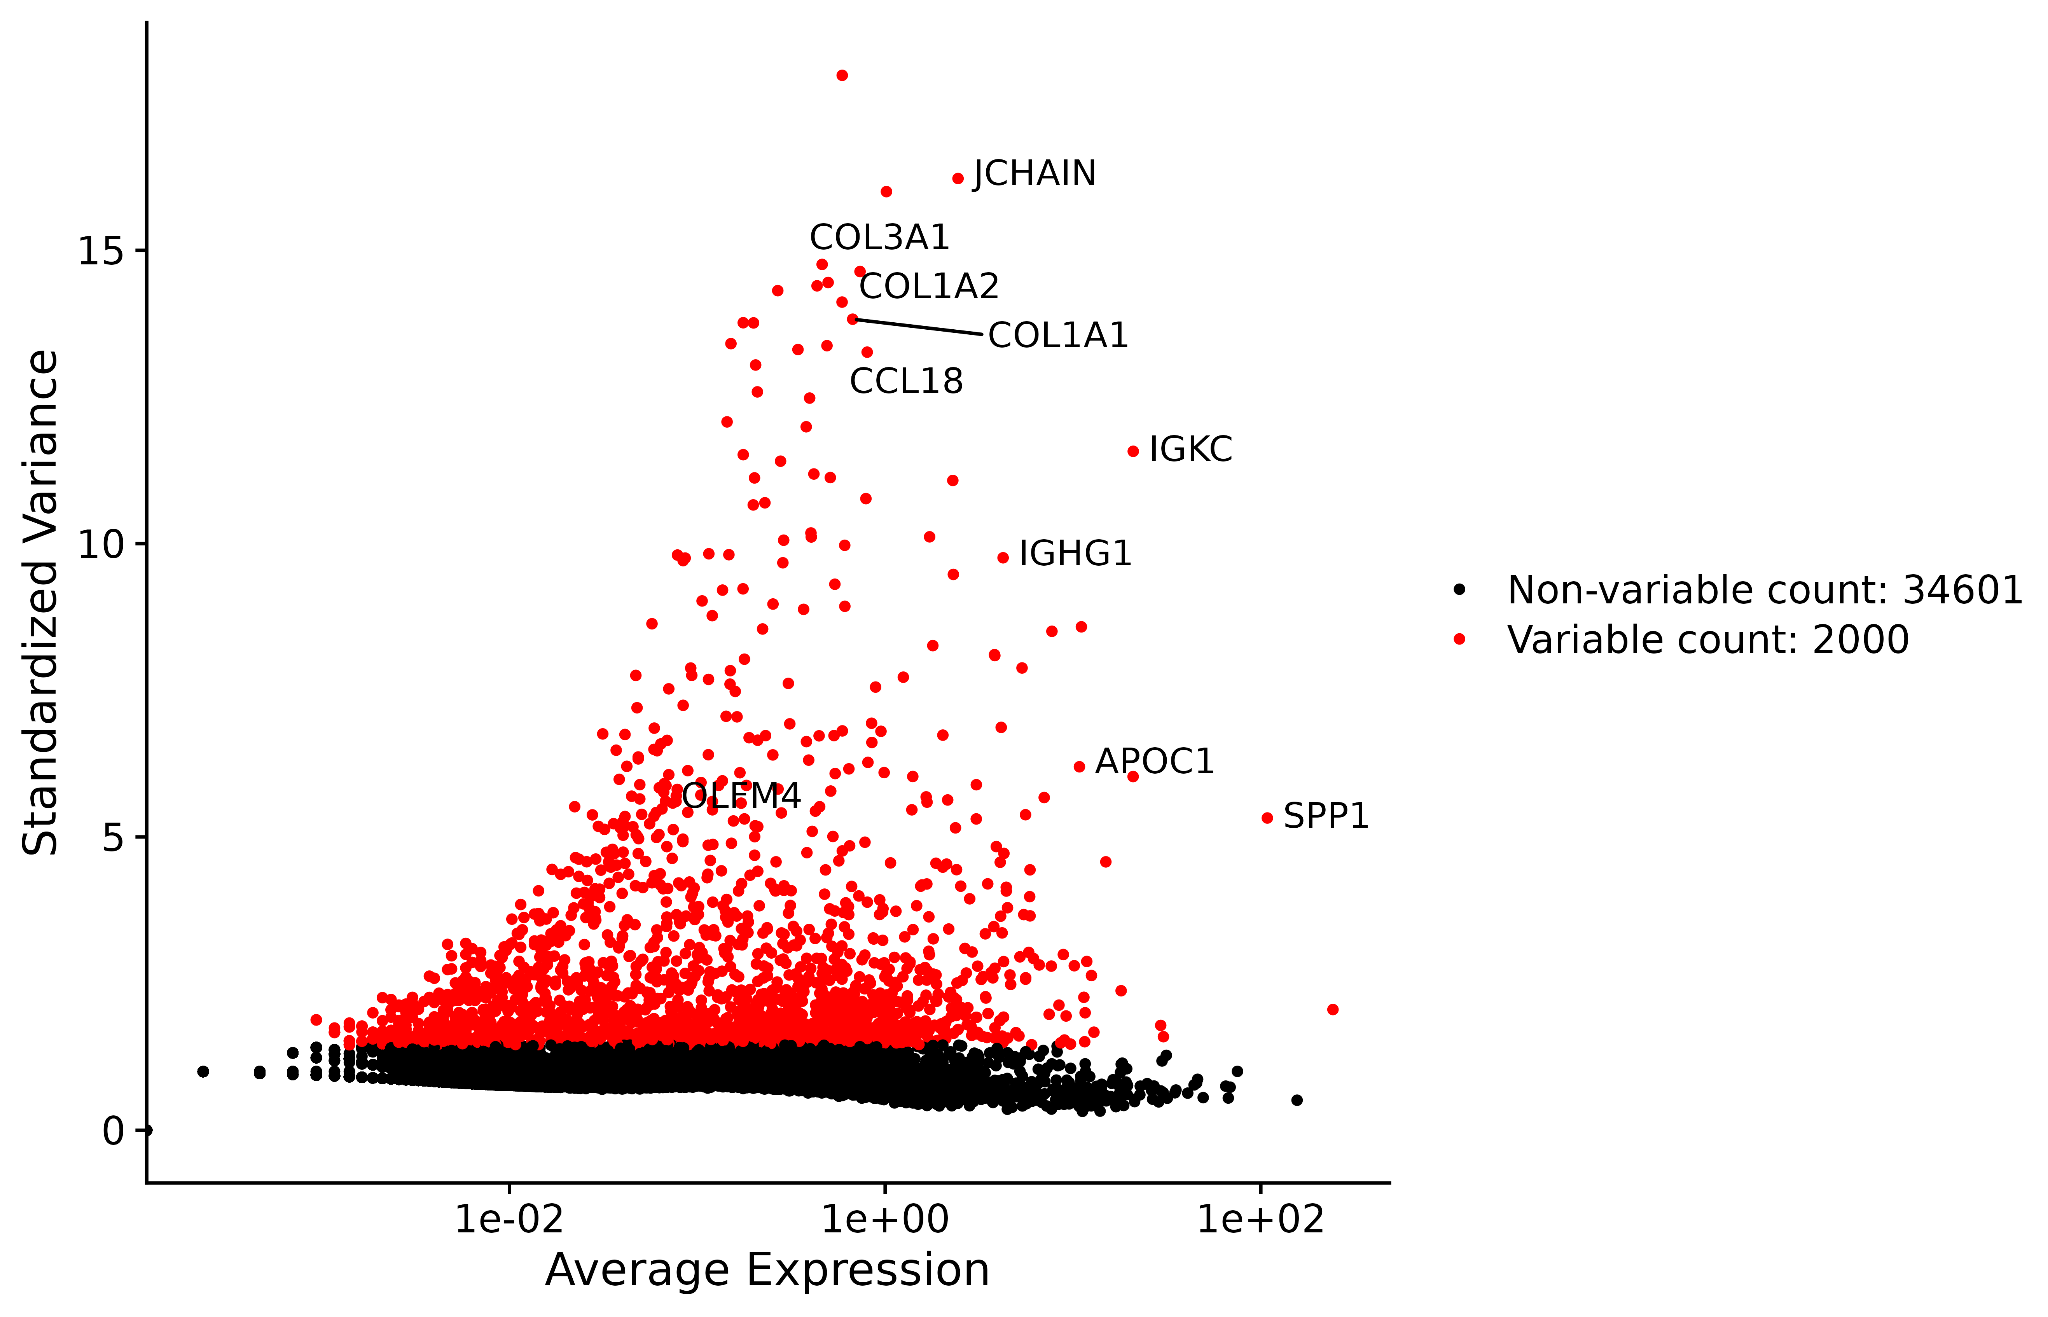 JCHAIN
COL3A1
COL1A2
COL1A1
CCL18
IGKC
IGHG1
APOC1
OLFM4
SPP1
15
10
5
0
Standardized Variance
1e-02
1e+00
1e+02
Average Expression
Non-variable count: 34601
Variable count: 2000